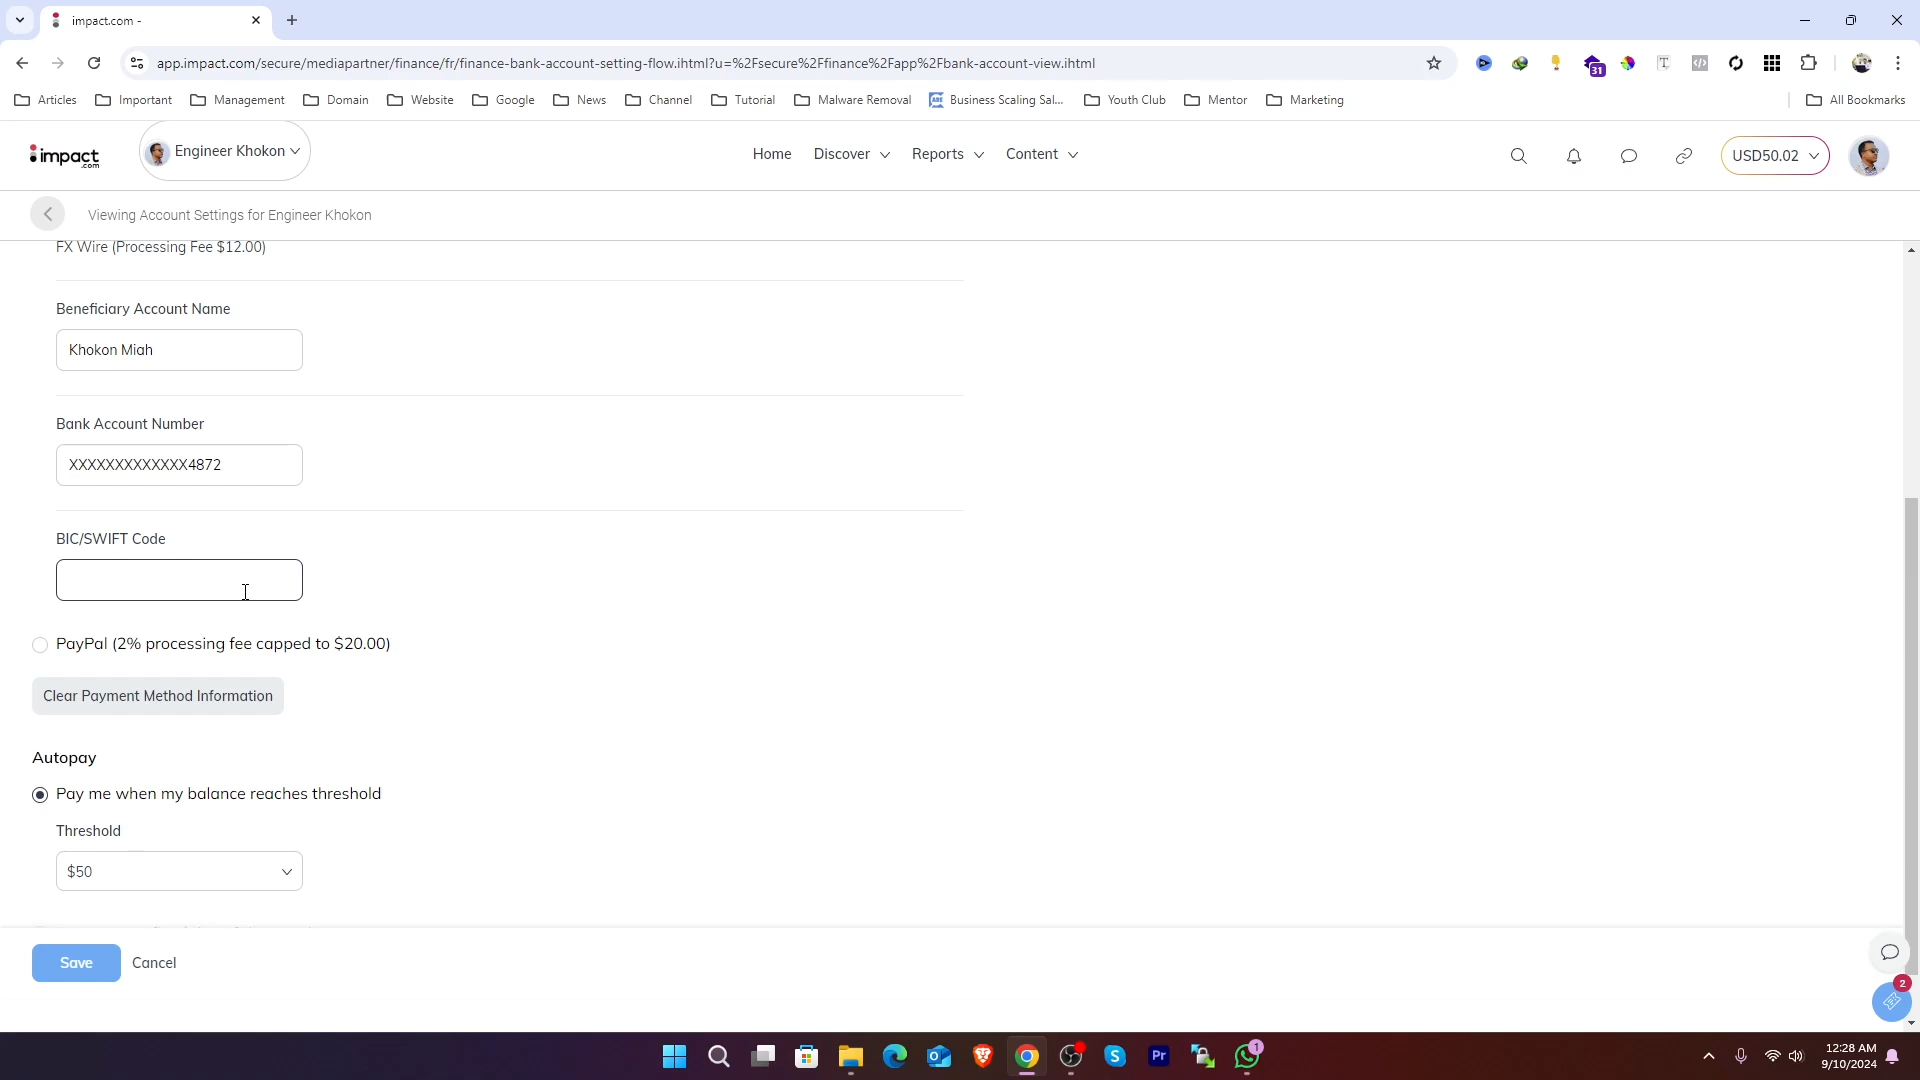 impact.com -
app.impact.com/secure/mediapartner/finance/fr/finance-bank-account-setting-flow.ihtml?u=%2Fsecure%2Ffinance%2Fapp%2Fbank-account-view.ihtml
31
Articles Important Management Domain Website Google News Channel Tutorial Malware Removal Business Scaling Sal... Youth Club Mentor Marketing All Bookmarks
impact.com Engineer Khokon Home Discover Reports Content USD50.02
Viewing Account Settings for Engineer Khokon
FX Wire (Processing Fee $12.00)
Beneficiary Account Name
Khokon Miah
Bank Account Number
XXXXXXXXXXXXX4872
BIC/SWIFT Code
PayPal (2% processing fee capped to $20.00)
Clear Payment Method Information
Autopay
Pay me when my balance reaches threshold
Threshold
$50
Save Cancel
2
1
12:28 AM
9/10/2024